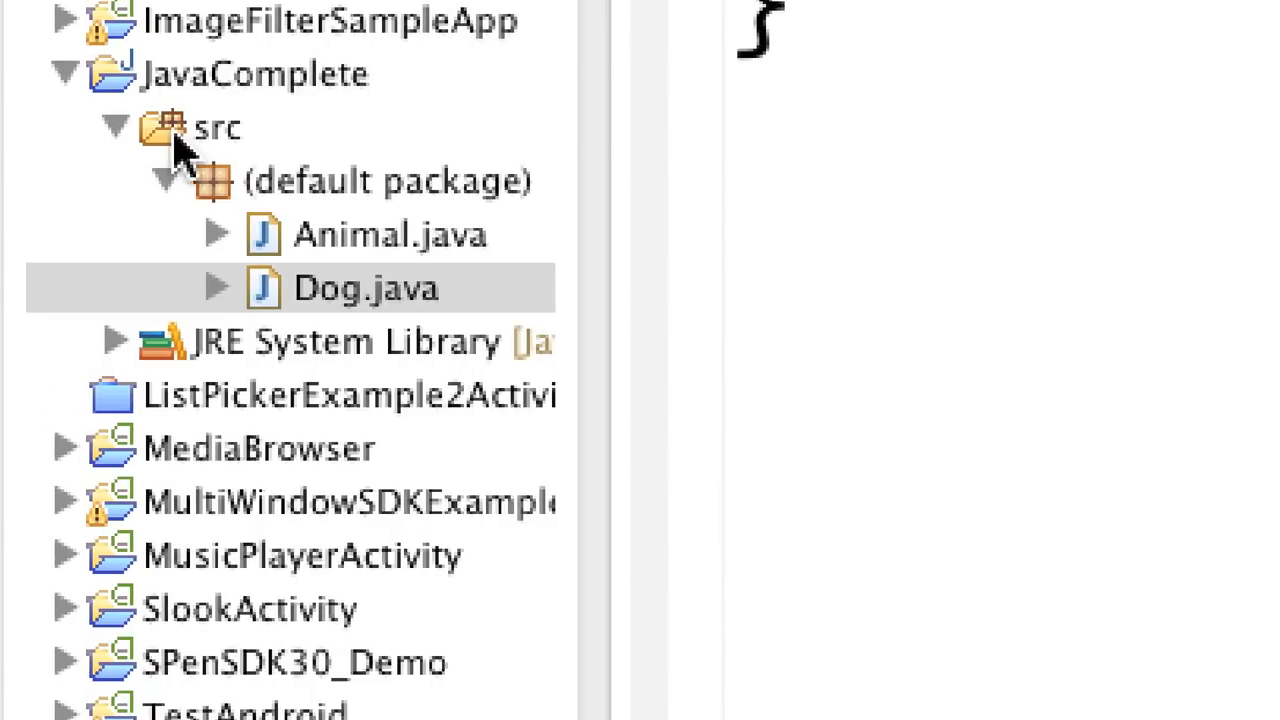 ImageFilterSampleApp
JavaComplete
src
(default package)
Animal.java
Dog.java
JRE System Library [Ja
ListPickerExample2Activi
MediaBrowser
MultiWindowSDKExample
MusicPlayerActivity
SlookActivity
SPenSDK30_Demo
TestAndroid
}